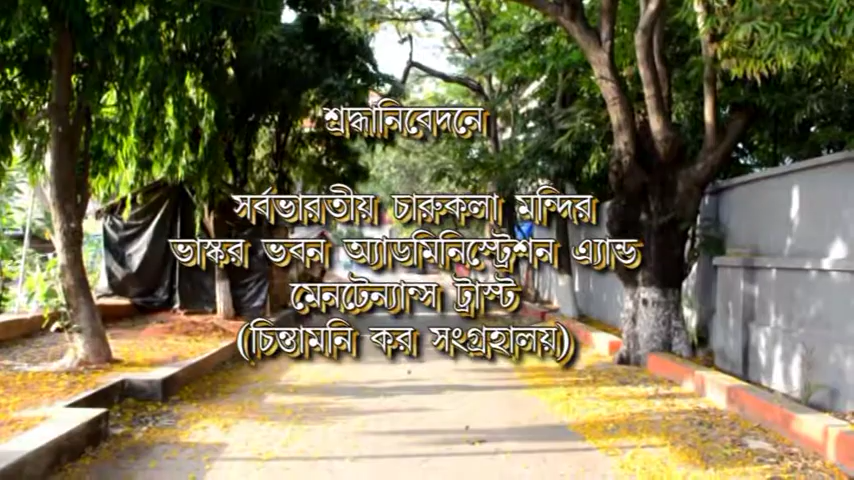 শ্রদ্ধানিবেদনে
সর্বভারতীয় চারুকলা মন্দির
ভাস্কর ভবন অ্যাডমিনিস্ট্রেশন এ্যান্ড
মেনটেন্যান্স ট্রাস্ট
(চিন্তামনি কর সংগ্রহালয়)